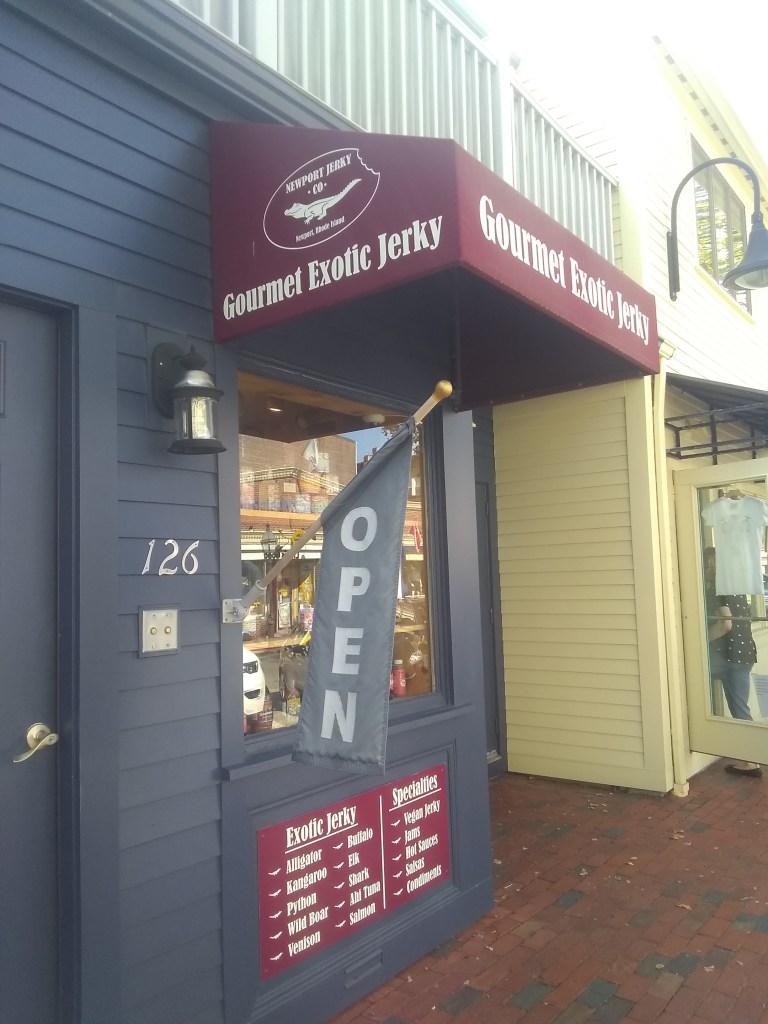 NEWPORT JERKY
• CO •
Newport, Rhode Island
Gourmet Exotic Jerky
Gourmet Exotic Jerky
126
OPEN
Exotic Jerky
Alligator
Kangaroo
Python
Wild Boar
Venison
Buffalo
Elk
Shark
Ahi Tuna
Salmon
Specialties
Vegan Jerky
Jams
Hot Sauces
Salsas
Condiments